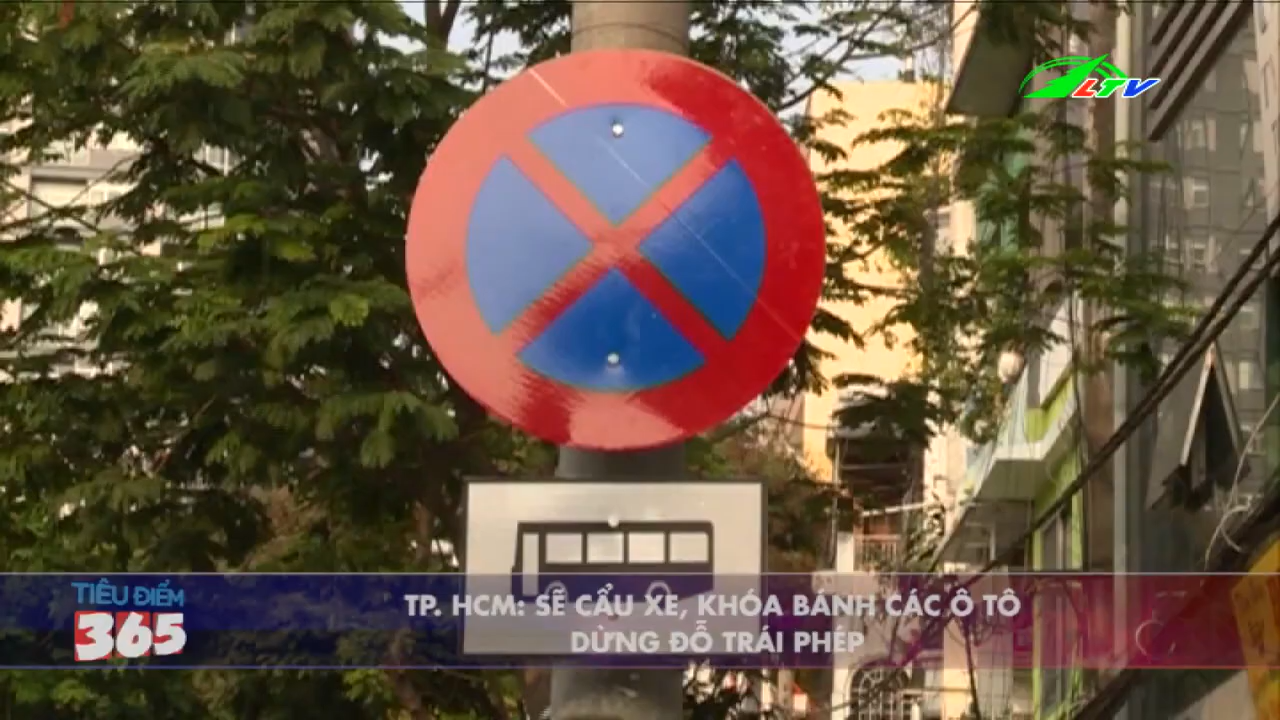 LTV
TIÊU ĐIỂM
365
TP. HCM: SẼ CẨU XE, KHÓA BÁNH CÁC Ô TÔ
DỪNG ĐỖ TRÁI PHÉP